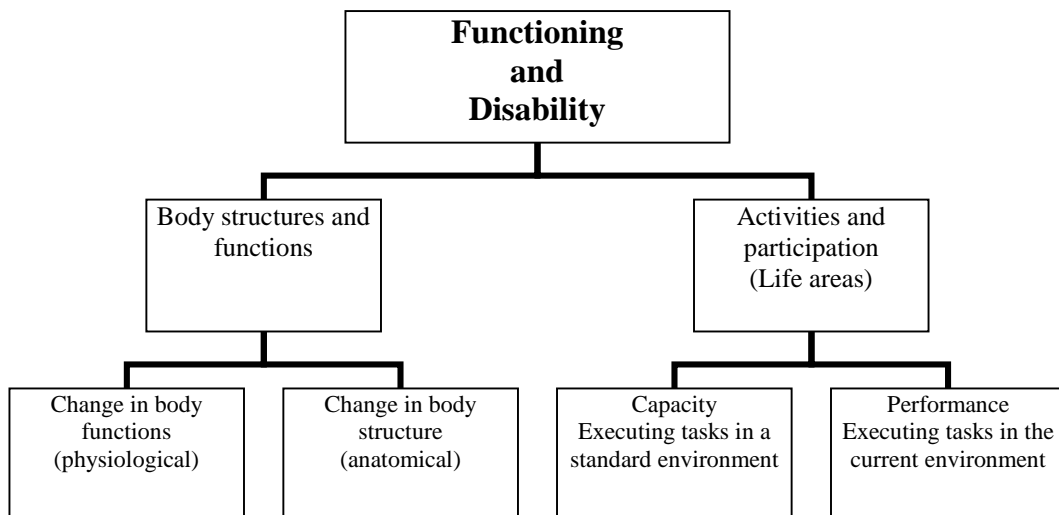 Functioning
and
Disability
Body structures and
functions
Activities and
participation
(Life areas)
Change in body
functions
(physiological)
Change in body
structure
(anatomical)
Capacity
Executing tasks in a
standard environment
Performance
Executing tasks in the
current environment